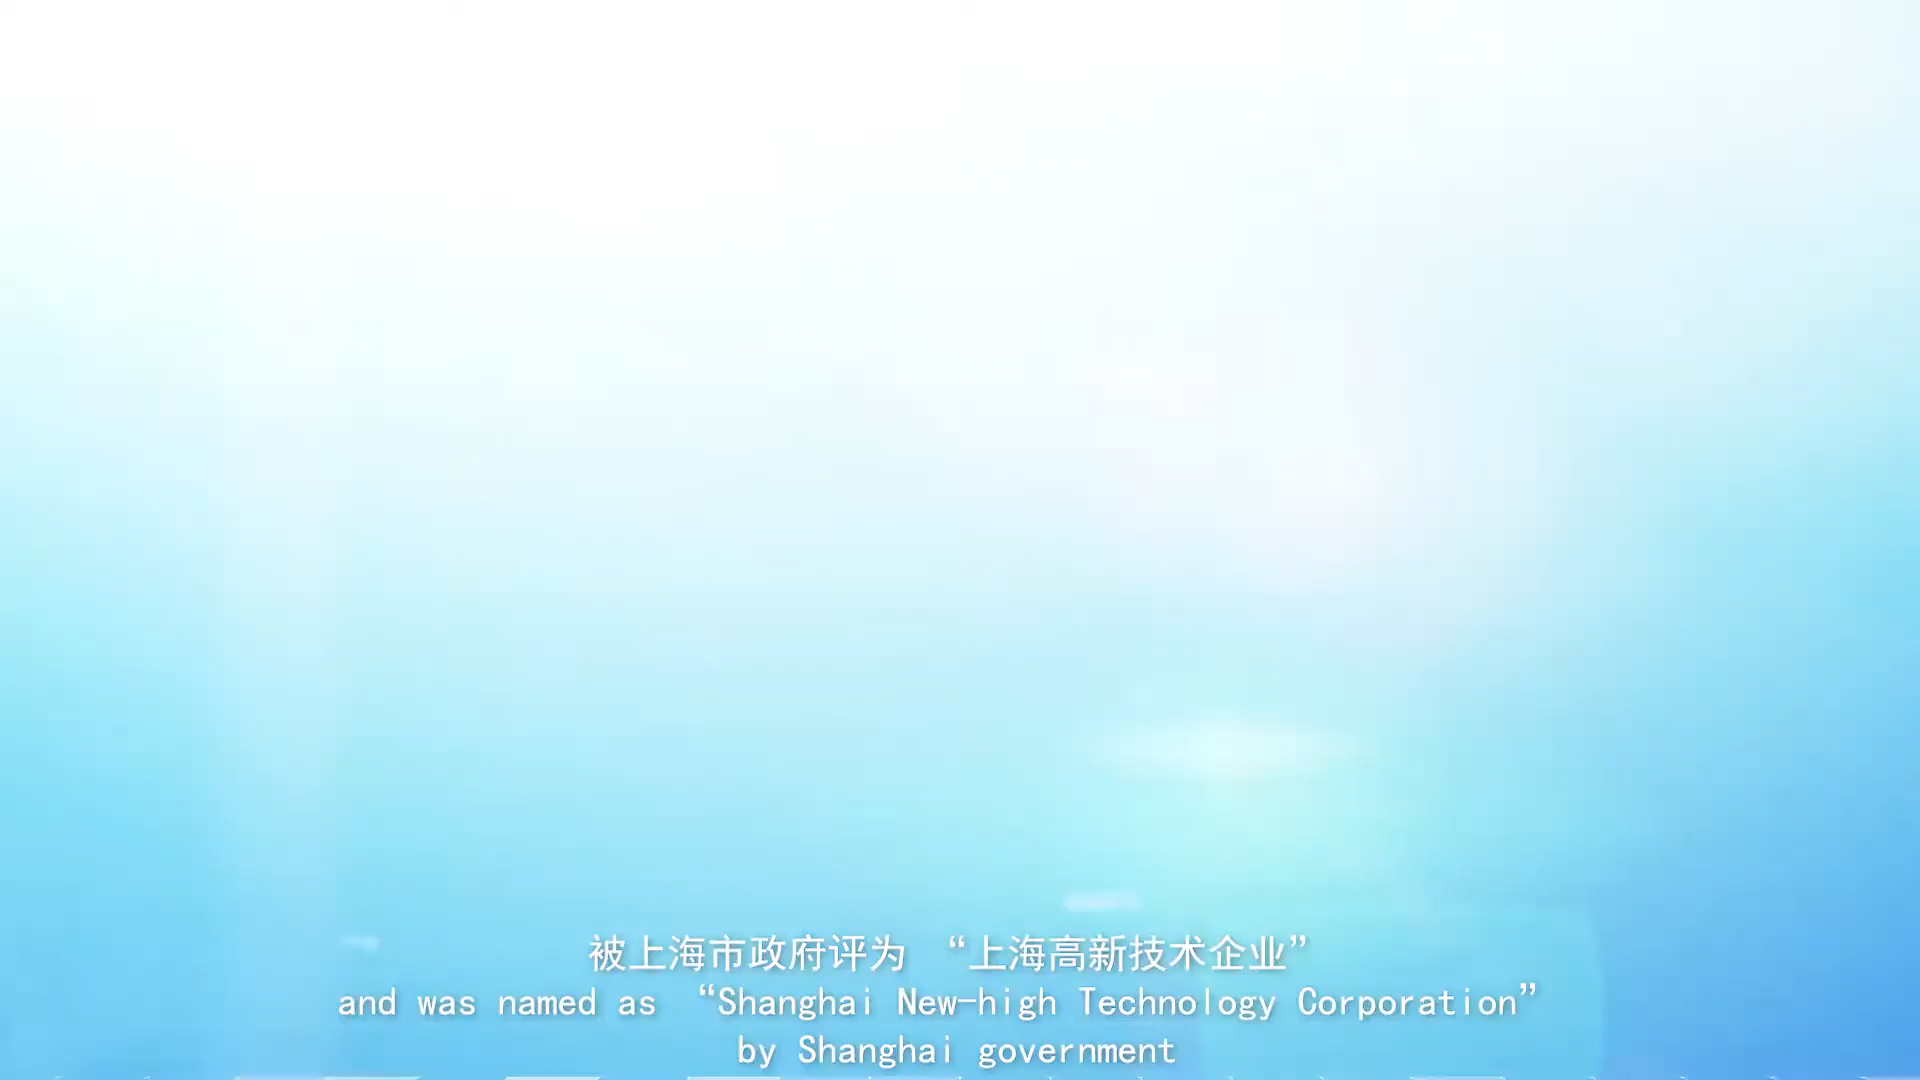 被上海市政府评为 “上海高新技术企业”
and was named as “Shanghai New-high Technology Corporation”
by Shanghai government